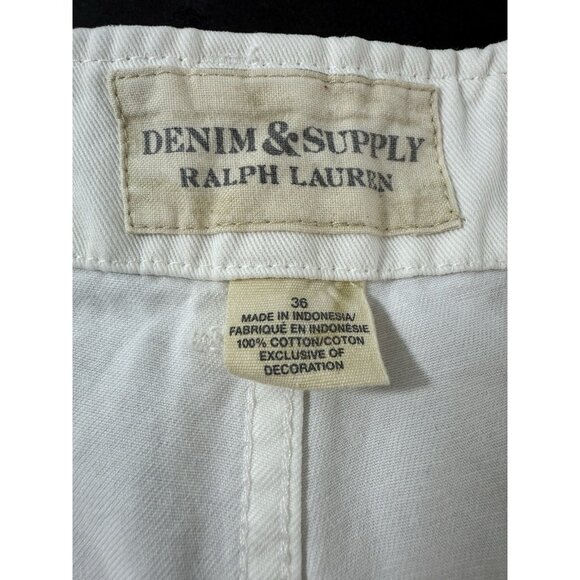 DENIM & SUPPLY
RALPH LAUREN
36
MADE IN INDONESIA/
FABRIQUÉ EN INDONÉSIE
100% COTTON/COTON
EXCLUSIVE OF
DECORATION